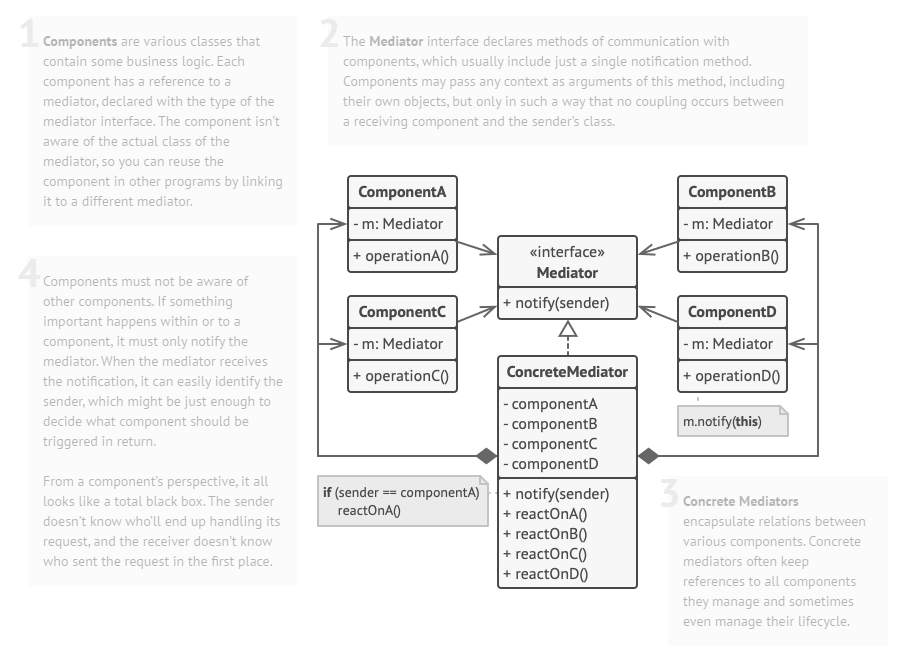 1
Components are various classes that
contain some business logic. Each
component has a reference to a
mediator, declared with the type of the
mediator interface. The component isn't
aware of the actual class of the
mediator, so you can reuse the
component in other programs by linking
it to a different mediator.
2
The Mediator interface declares methods of communication with
components, which usually include just a single notification method.
Components may pass any context as arguments of this method, including
their own objects, but only in such a way that no coupling occurs between
a receiving component and the sender's class.
ComponentA
- m: Mediator
+ operationA()
ComponentB
- m: Mediator
+ operationB()
«interface»
Mediator
+ notify(sender)
ComponentC
- m: Mediator
+ operationC()
ComponentD
- m: Mediator
+ operationD()
m.notify(this)
ConcreteMediator
- componentA
- componentB
- componentC
- componentD
+ notify(sender)
+ reactOnA()
+ reactOnB()
+ reactOnC()
+ reactOnD()
if (sender == componentA)
reactOnA()
4
Components must not be aware of
other components. If something
important happens within or to a
component, it must only notify the
mediator. When the mediator receives
the notification, it can easily identify the
sender, which might be just enough to
decide what component should be
triggered in return.
From a component's perspective, it all
looks like a total black box. The sender
doesn't know who'll end up handling its
request, and the receiver doesn't know
who sent the request in the first place.
3
Concrete Mediators
encapsulate relations between
various components. Concrete
mediators often keep
references to all components
they manage and sometimes
even manage their lifecycle.